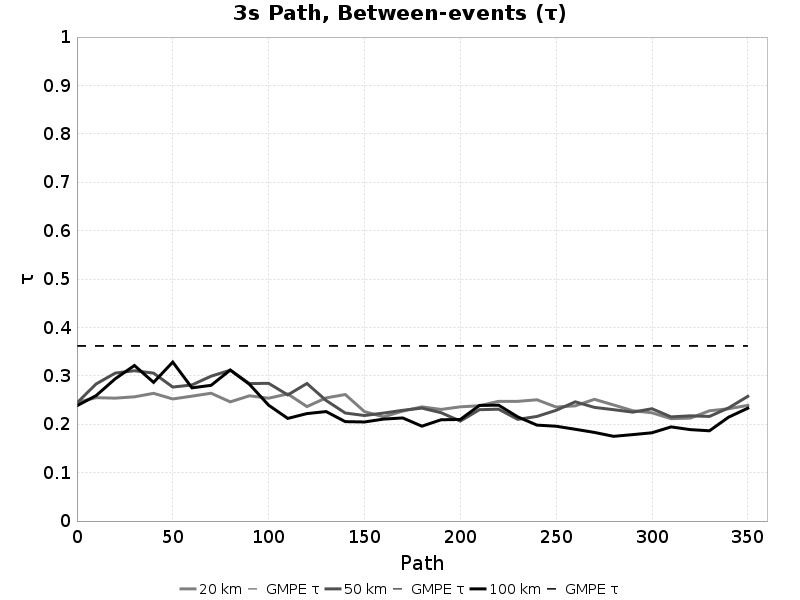 3s Path, Between-events (τ)
1
0.9
0.8
0.7
0.6
0.5
0.4
0.3
0.2
0.1
0
τ
0 50 100 150 200 250 300 350
Path
20 km GMPE τ 50 km GMPE τ 100 km GMPE τ